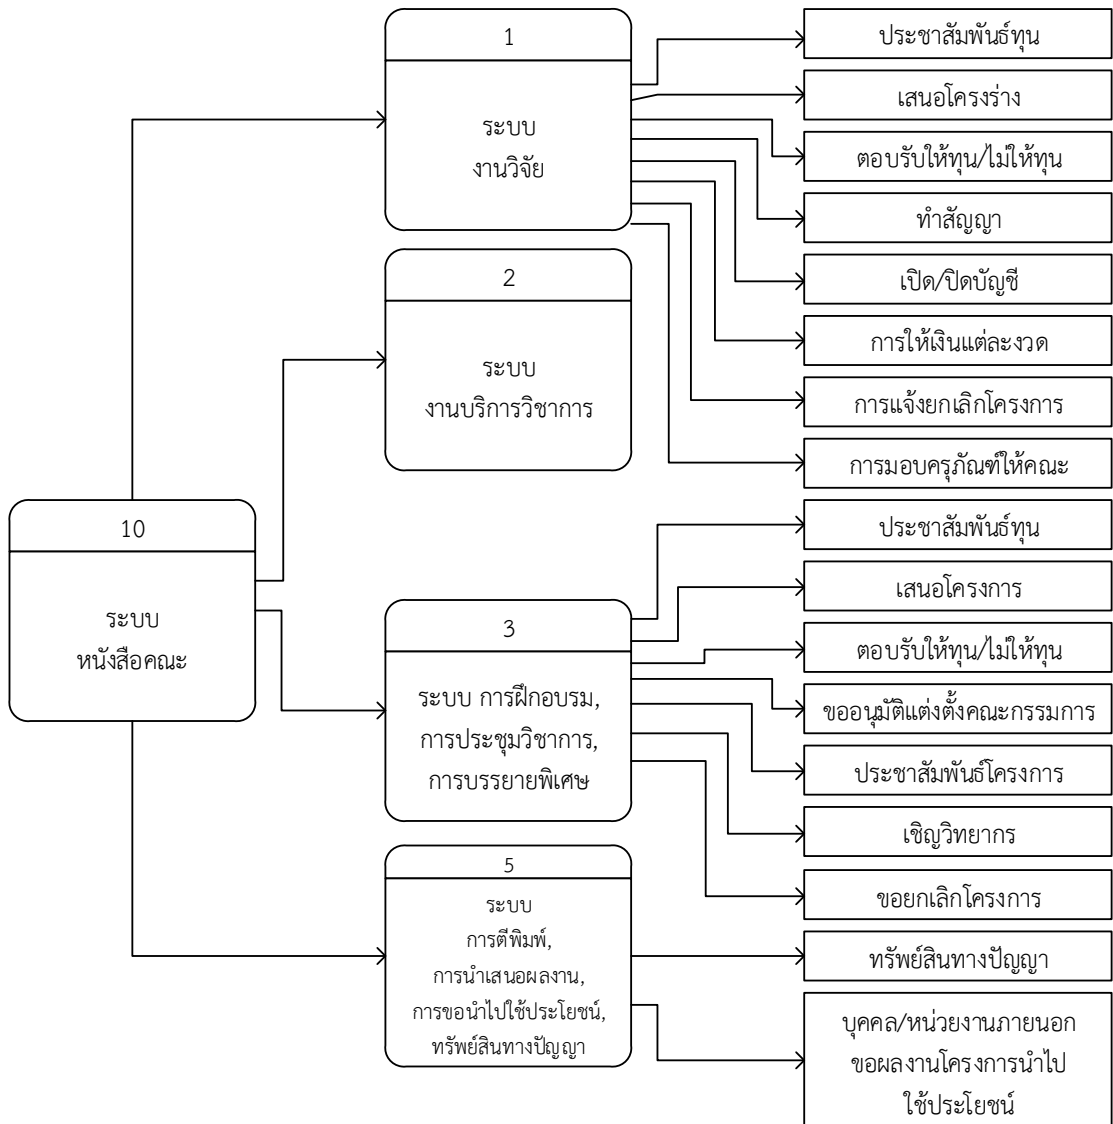 10
ระบบ
หนังสือคณะ
1
ระบบ
งานวิจัย
ประชาสัมพันธ์ทุน
เสนอโครงร่าง
ตอบรับให้ทุน/ไม่ให้ทุน
ทำสัญญา
เปิด/ปิดบัญชี
การให้เงินแต่ละงวด
การแจ้งยกเลิกโครงการ
การมอบครุภัณฑ์ให้คณะ
2
ระบบ
งานบริการวิชาการ
3
ระบบ การฝึกอบรม,
การประชุมวิชาการ,
การบรรยายพิเศษ
ประชาสัมพันธ์ทุน
เสนอโครงการ
ตอบรับให้ทุน/ไม่ให้ทุน
ขออนุมัติแต่งตั้งคณะกรรมการ
ประชาสัมพันธ์โครงการ
เชิญวิทยากร
ขอยกเลิกโครงการ
5
ระบบ
การตีพิมพ์,
การนำเสนอผลงาน,
การขอนำไปใช้ประโยชน์,
ทรัพย์สินทางปัญญา
ทรัพย์สินทางปัญญา
บุคคล/หน่วยงานภายนอก
ขอผลงานโครงการนำไป
ใช้ประโยชน์